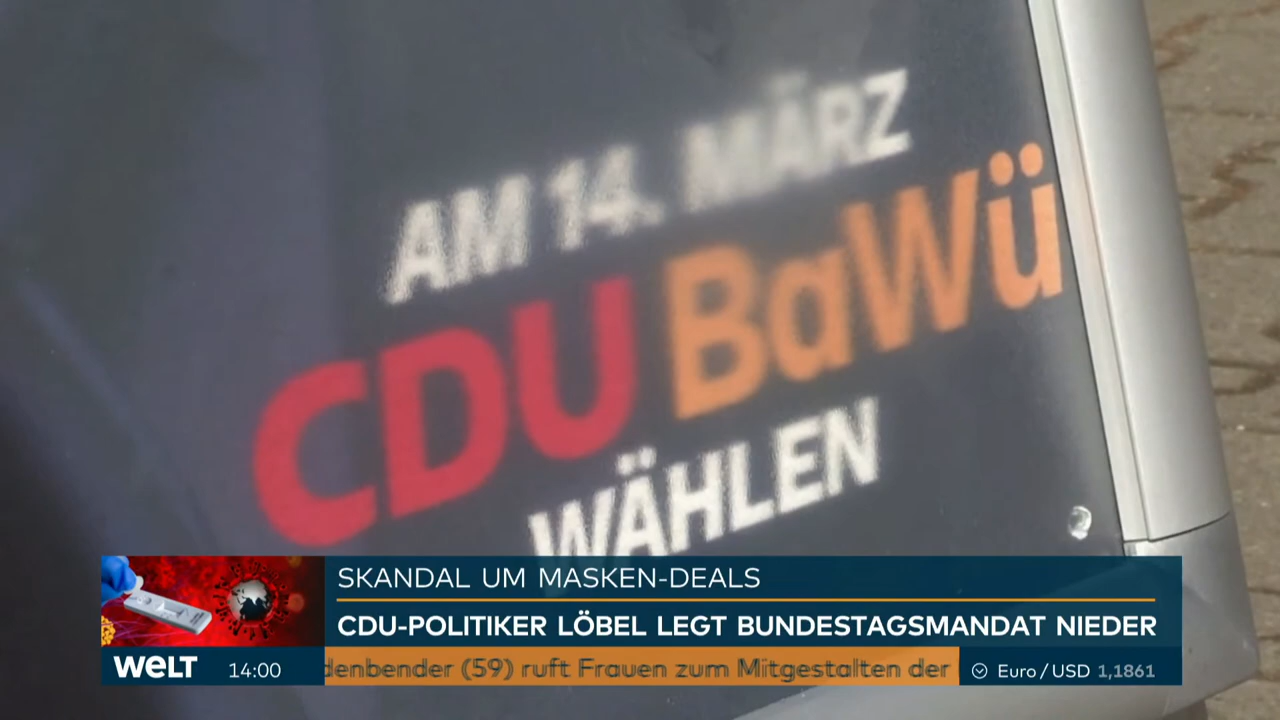 AM 14. MÄRZ
CDU BaWü
WÄHLEN
SKANDAL UM MASKEN-DEALS
CDU-POLITIKER LÖBEL LEGT BUNDESTAGSMANDAT NIEDER
welt 14:00 denbender (59) ruft Frauen zum Mitgestalten der Euro / USD 1,1861